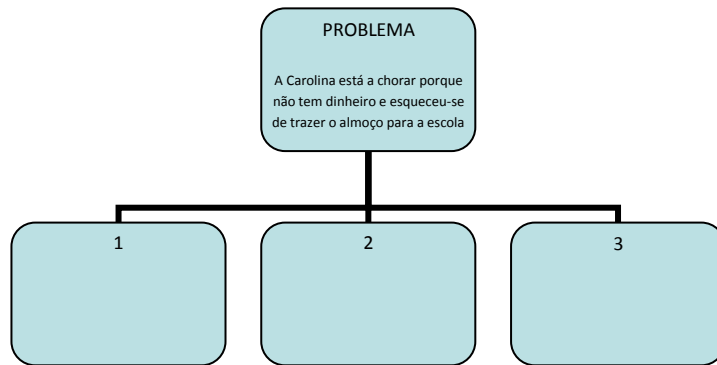 PROBLEMA
A Carolina está a chorar porque
não tem dinheiro e esqueceu-se
de trazer o almoço para a escola
1
2
3